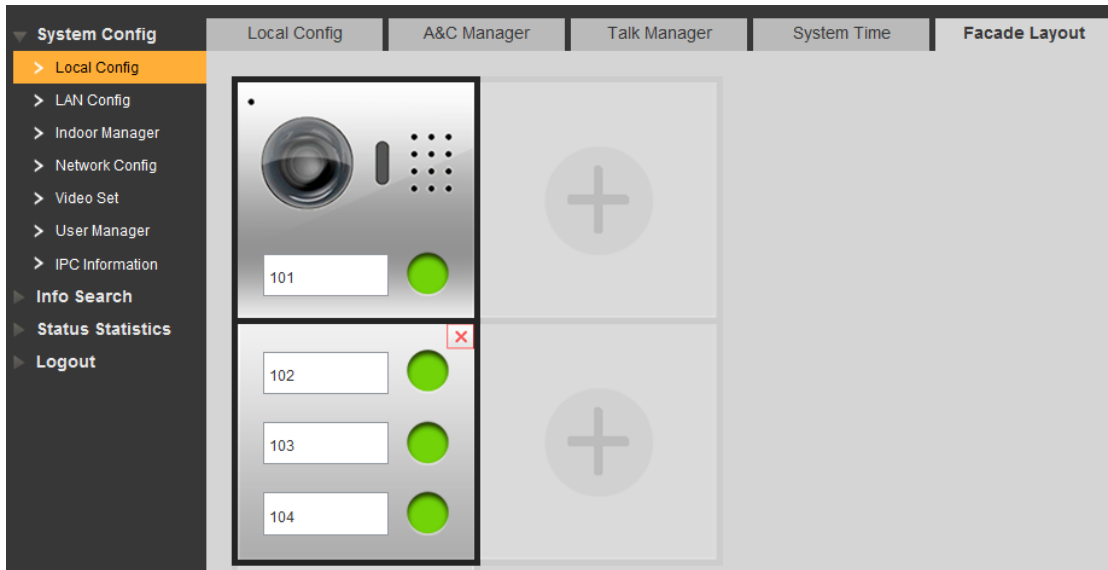 System Config
Local Config
LAN Config
Indoor Manager
Network Config
Video Set
User Manager
IPC Information
Info Search
Status Statistics
Logout
Local Config
A&C Manager
Talk Manager
System Time
Facade Layout
101
102
103
104